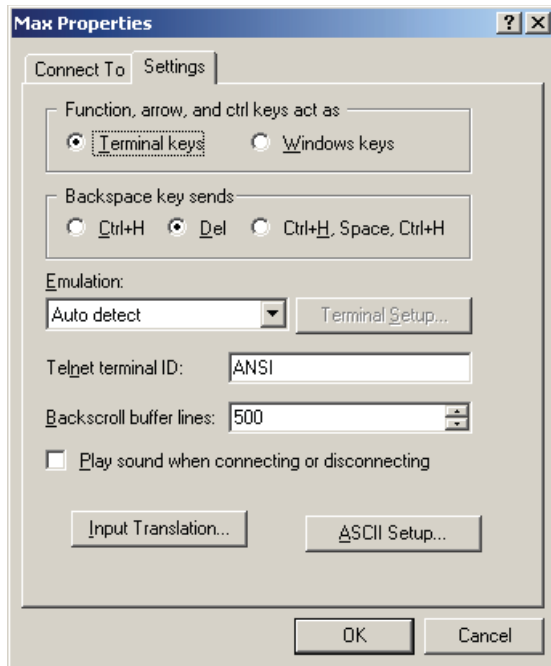 Max Properties
Connect To Settings
Function, arrow, and ctrl keys act as
Terminal keys Windows keys
Backspace key sends
Ctrl+H Del Ctrl+H, Space, Ctrl+H
Emulation:
Auto detect Terminal Setup...
Telnet terminal ID: ANSI
Backscroll buffer lines: 500
Play sound when connecting or disconnecting
Input Translation... ASCII Setup...
OK Cancel